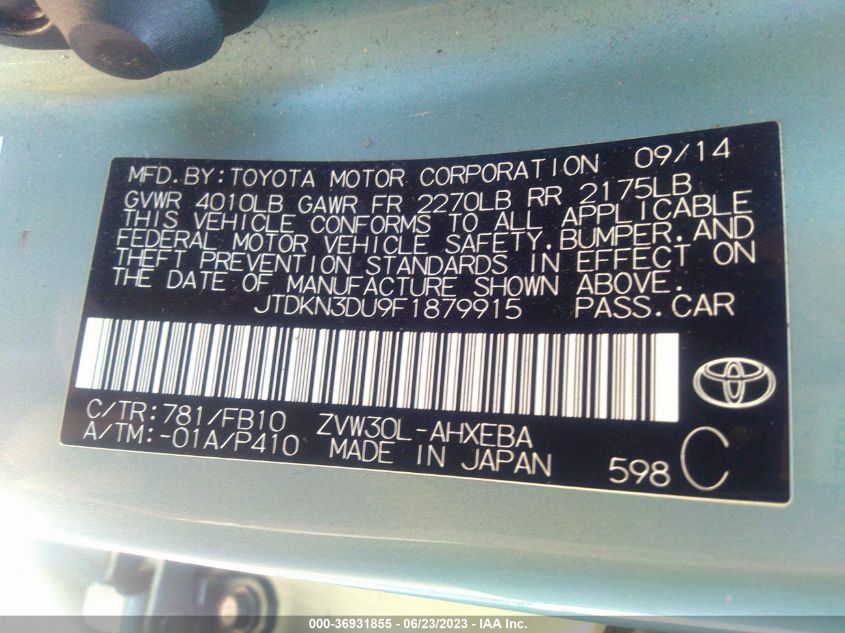 MFD.BY:TOYOTA MOTOR CORPORATION 09/14
GVWR 4010LB GAWR FR 2270LB RR 2175LB
THIS VEHICLE CONFORMS TO ALL APPLICABLE
FEDERAL MOTOR VEHICLE SAFETY,BUMPER,AND
THEFT PREVENTION STANDARDS IN EFFECT ON
THE DATE OF MANUFACTURE SHOWN ABOVE.
JTDKN3DU9F1879915 PASS.CAR
C/TR:781/FB10 ZVW30L-AHXEBA
A/TM:-01A/P410 MADE IN JAPAN 598 C
000-36931855 - 06/23/2023 - IAA Inc.